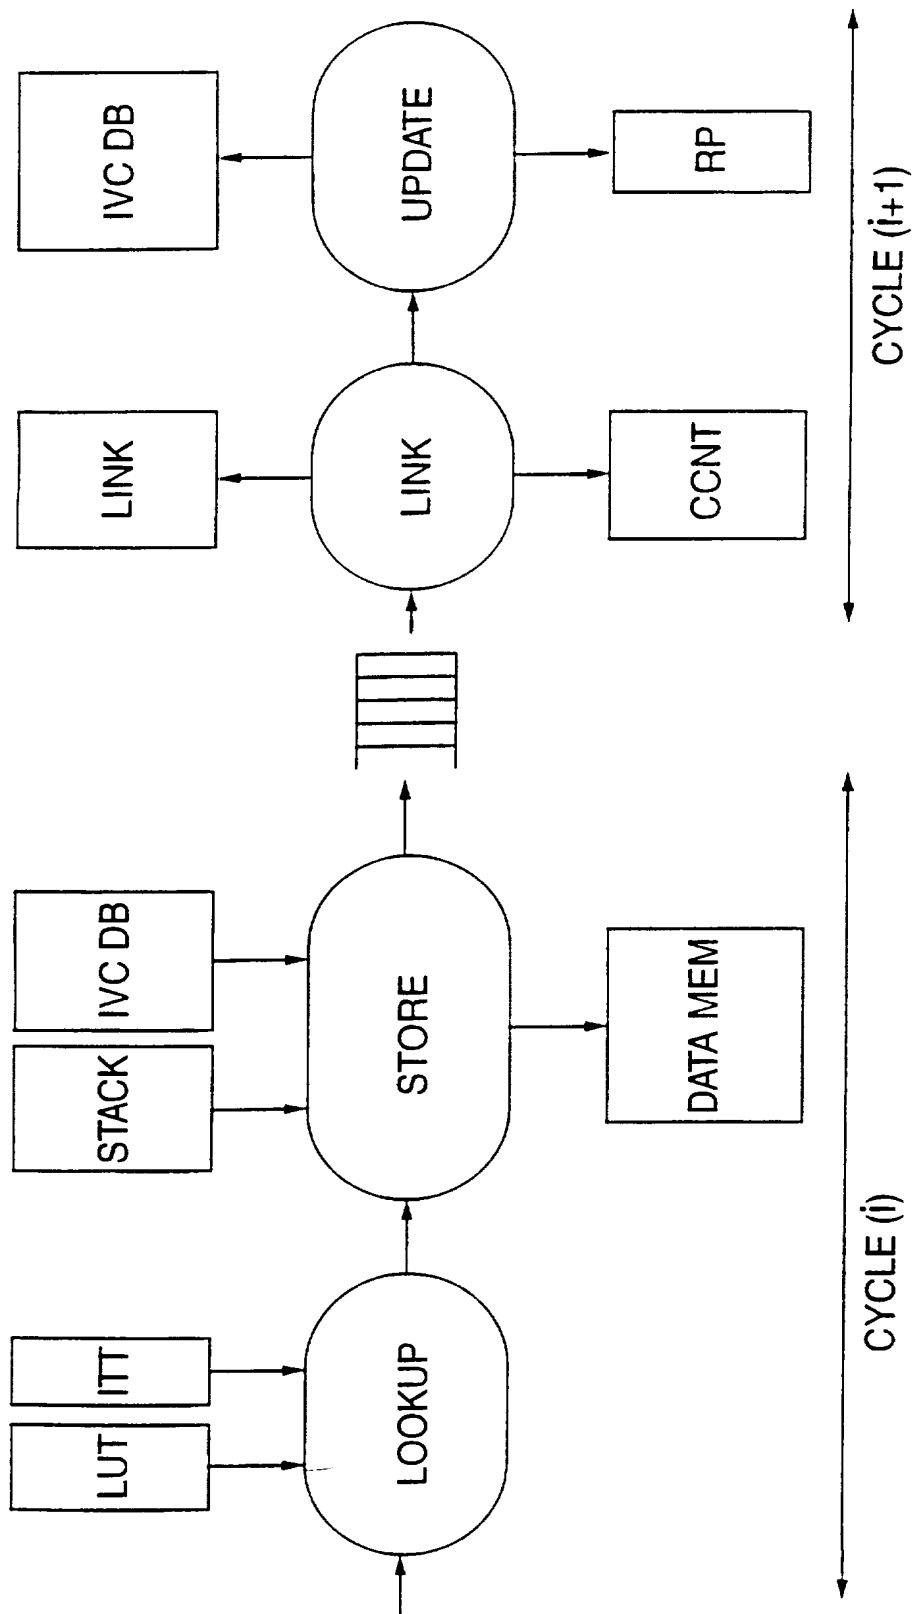 LUT
ITT
STACK
IVC DB
LINK
IVC DB
LOOKUP
STORE
LINK
UPDATE
DATA MEM
CCNT
RP
CYCLE (i)
CYCLE (i+1)